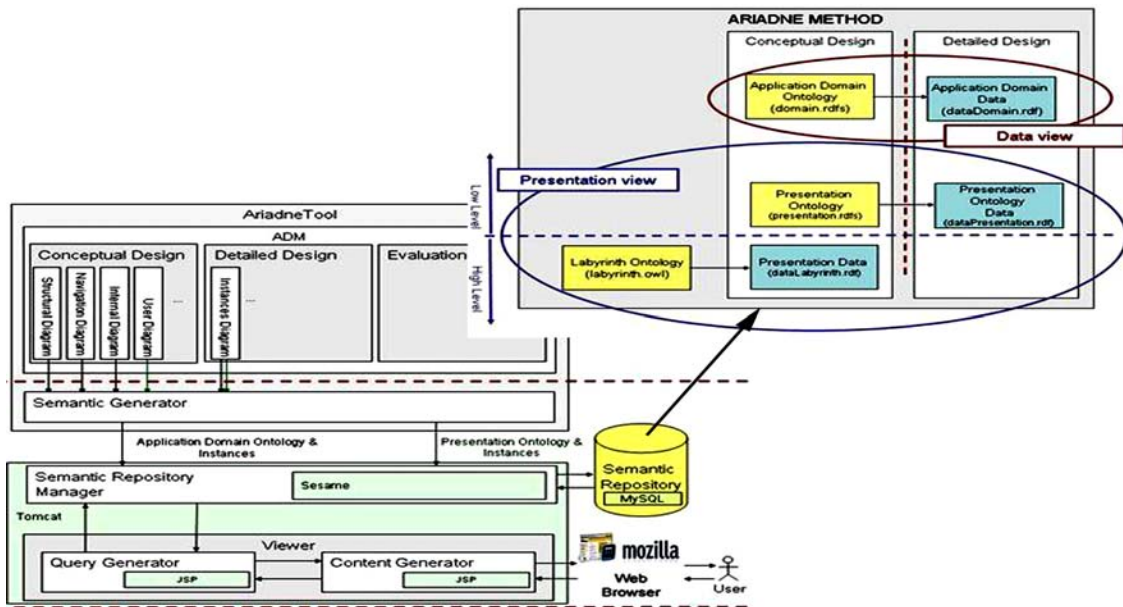 ARIADNE METHOD
Conceptual Design
Detailed Design
Application Domain
Ontology
(domain.rdfs)
Application Domain
Data
(dataDomain.rdf)
Data view
Presentation view
Low Level
High Level
Presentation
Ontology
(presentation.rdfs)
Presentation
Ontology
Data
(dataPresentation.rdf)
Labyrinth Ontology
(labyrinth.owl)
Presentation Data
(dataLabyrinth.rdf)
AriadneTool
ADM
Conceptual Design
Detailed Design
Evaluation
Structural Diagram
Navigation Diagram
Internal Diagram
User Diagram
...
Instances Diagram
...
Semantic Generator
Application Domain Ontology &
Instances
Presentation Ontology &
Instances
Semantic Repository
Manager
Sesame
Semantic
Repository
MySQL
Tomcat
Viewer
Query Generator
JSP
Content Generator
JSP
mozilla
Web
Browser
User